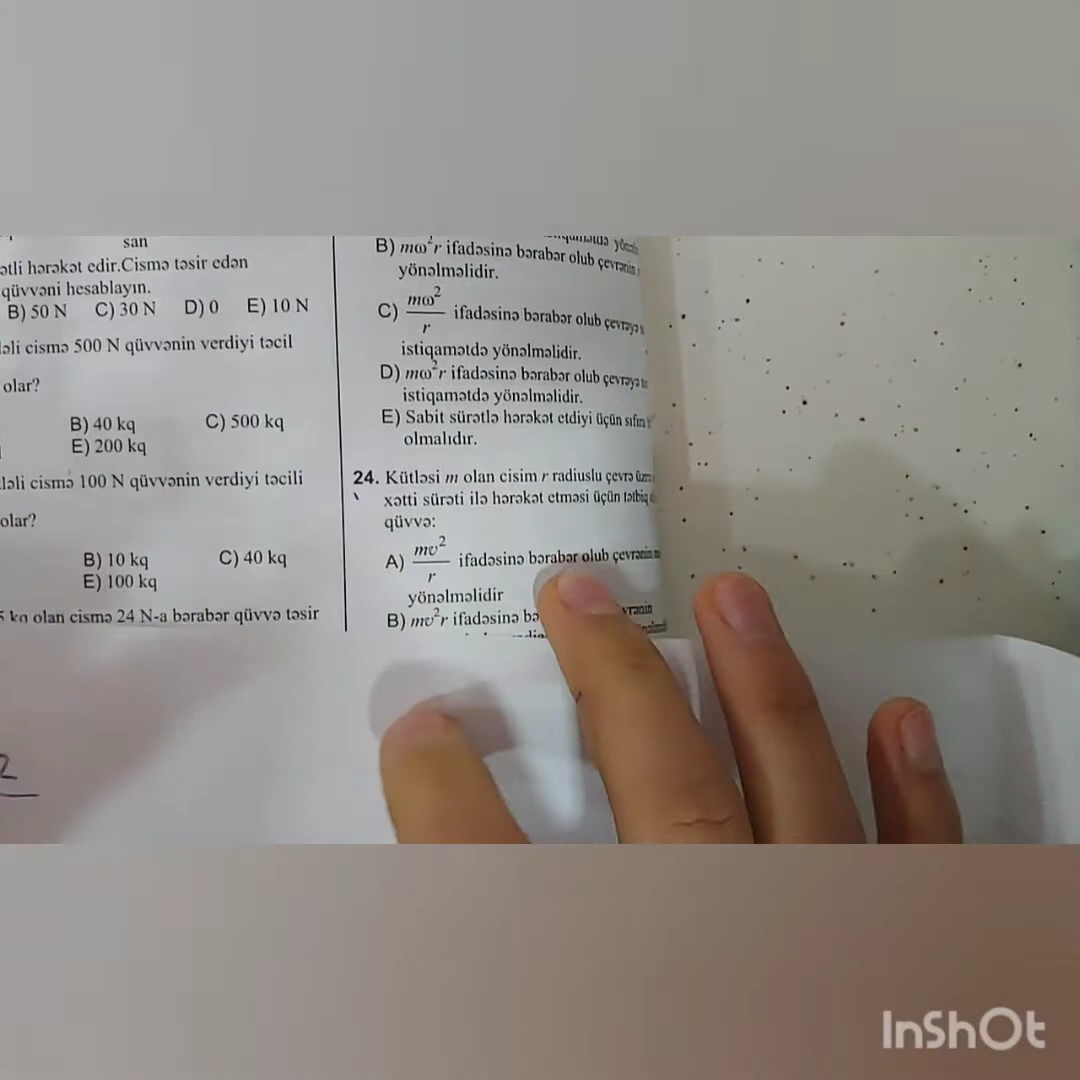 san
ətli hərəkət edir.Cismə təsir edən
qüvvəni hesablayın.
B) 50 N C) 30 N D) 0 E) 10 N
cismə 500 N qüvvənin verdiyi təcil
olar?
B) 40 kq C) 500 kq
E) 200 kq
cismə 100 N qüvvənin verdiyi təcili
olar?
B) 10 kq C) 40 kq
E) 100 kq
olan cismə 24 N-a bərabər qüvvə təsir
2
B) mω²r ifadəsinə bərabər olub çevrənin
yönəlməlidir.
C) mω²/r ifadəsinə bərabər olub çevrəyə
istiqamətdə yönəlməlidir.
D) mω²r ifadəsinə bərabər olub çevrəyə
istiqamətdə yönəlməlidir.
E) Sabit sürətlə hərəkət etdiyi üçün
olmalıdır.
24. Kütləsi m olan cisim r radiuslu çevrə
xətti sürəti ilə hərəkət etməsi üçün tətbiq
qüvvə:
A) mυ²/r ifadəsinə bərabər olub çevrənin
yönəlməlidir
B) mυ²r ifadəsinə
InShOt